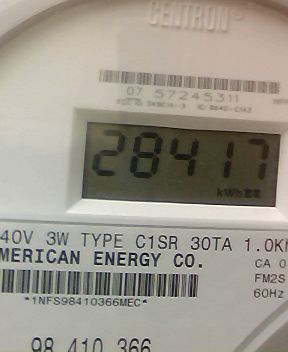 CENTRON®
07 57245311
28417
kWh
40V 3W TYPE C1SR 30TA 1.0K
MERICAN ENERGY CO. CA 0
FM2S
*1NFS98410366MEC* 60Hz
98 410 366